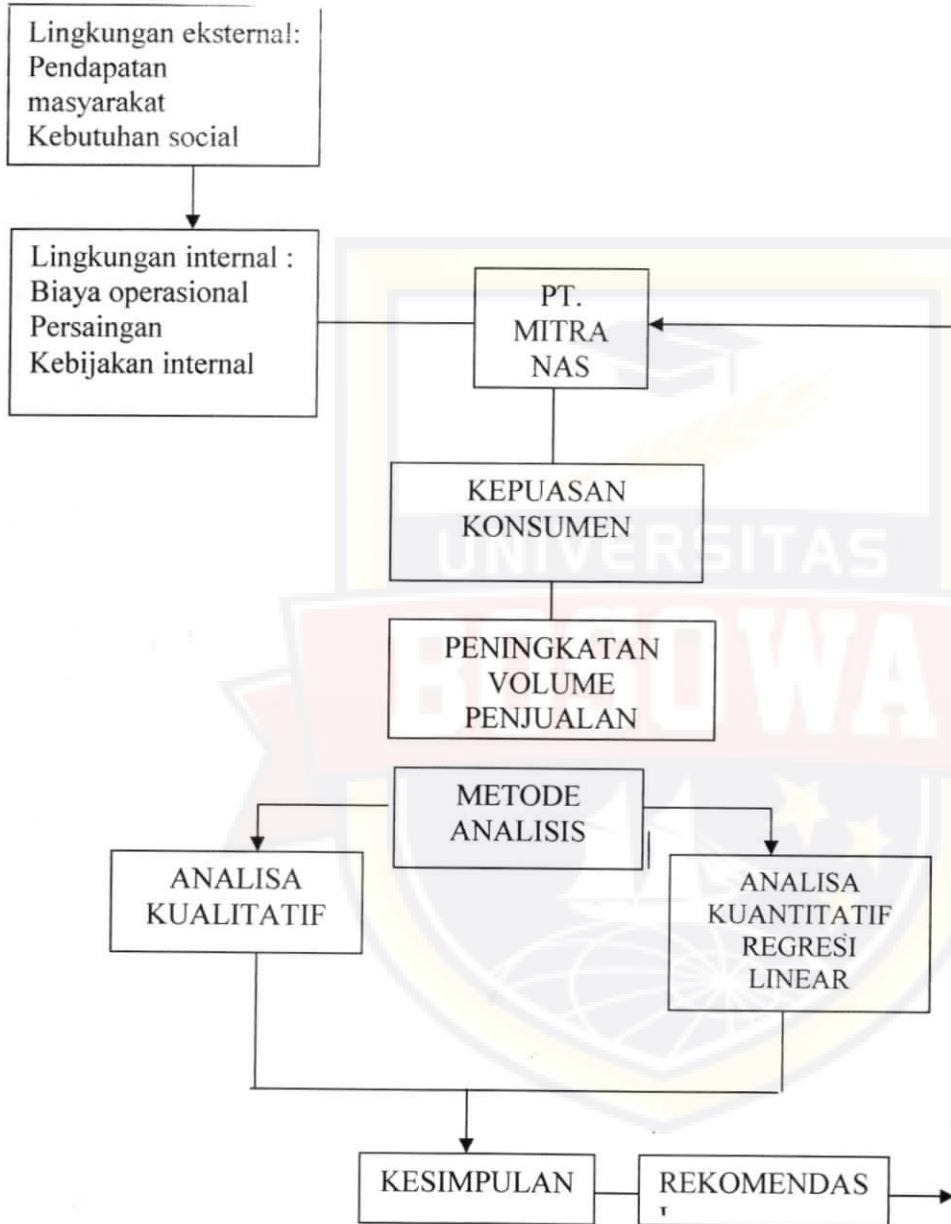 Lingkungan eksternal:
Pendapatan
masyarakat
Kebutuhan social
Lingkungan internal :
Biaya operasional
Persaingan
Kebijakan internal
PT.
MITRA
NAS
KEPUASAN
KONSUMEN
UNIVERSITAS
BOSOWA
PENINGKATAN
VOLUME
PENJUALAN
METODE
ANALISIS
ANALISA
KUALITATIF
ANALISA
KUANTITATIF
REGRESI
LINEAR
KESIMPULAN
REKOMENDAS
I